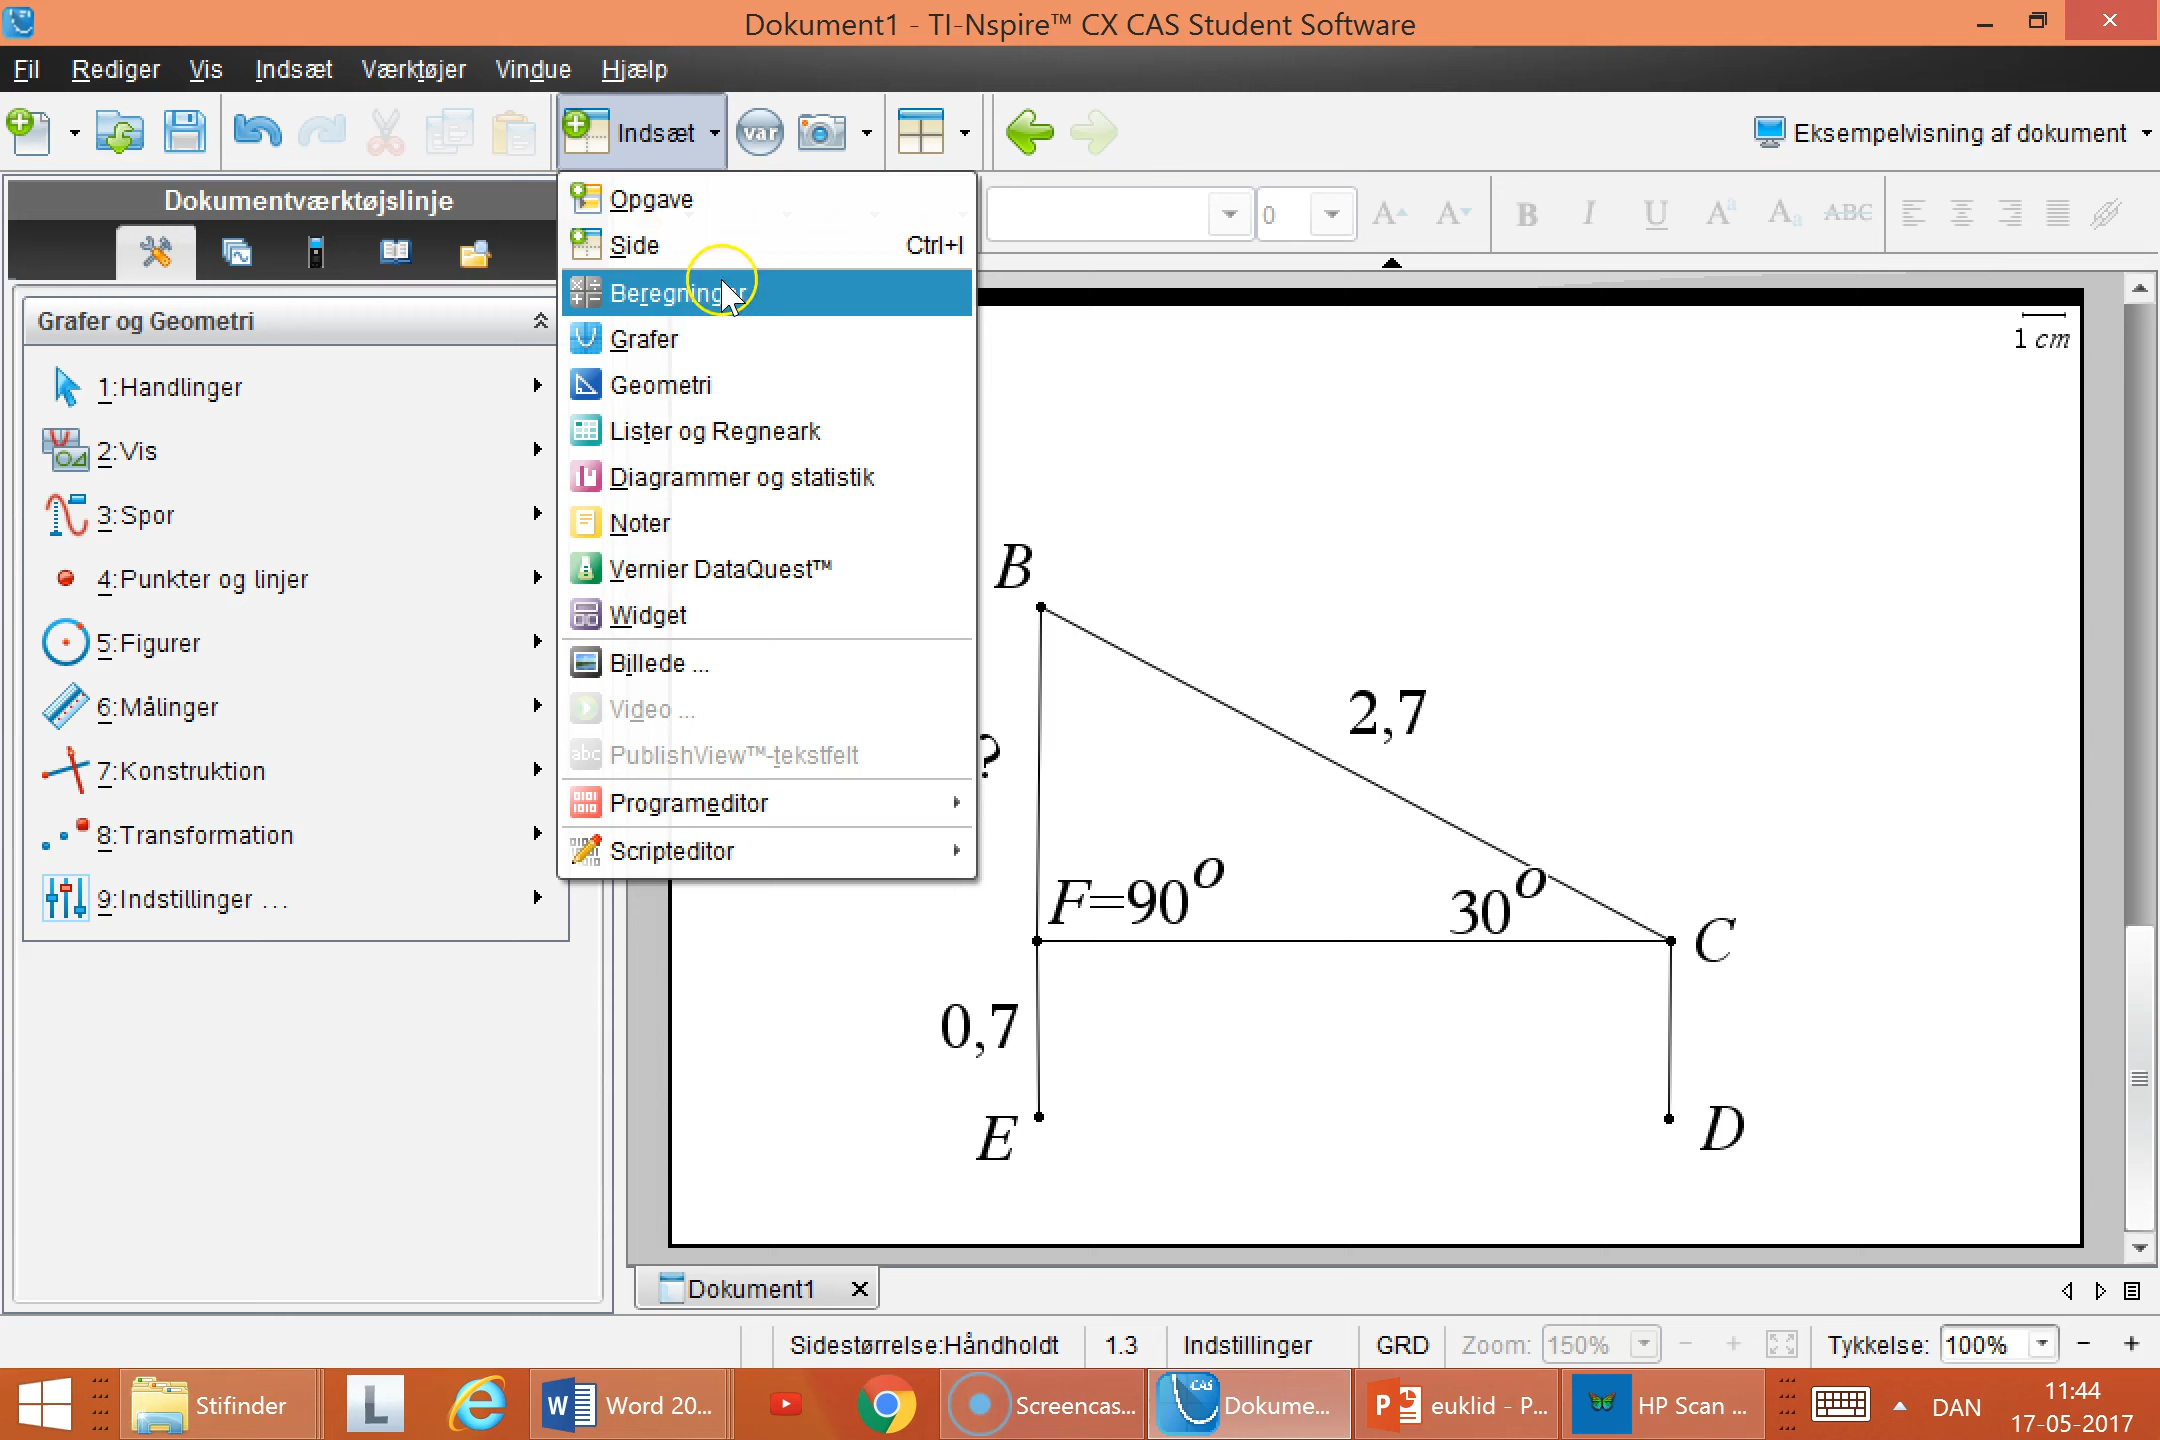 Dokument1 - TI-Nspire™ CX CAS Student Software
Fil Rediger Vis Indsæt Værktøjer Vindue Hjælp
Indsæt var Eksempelvisning af dokument
Dokumentværktøjslinje
0 A A B I U Aa Aa ABC
Grafer og Geometri
1:Handlinger
2:Vis
3:Spor
4:Punkter og linjer
5:Figurer
6:Målinger
7:Konstruktion
8:Transformation
9:Indstillinger ...
Opgave
Side Ctrl+I
Beregninger
Grafer
Geometri
Lister og Regneark
Diagrammer og statistik
Noter
Vernier DataQuest™
Widget
Billede ...
Video ...
abc PublishView™-tekstfelt
Programeditor
Scripteditor
1 cm
B
2,7
?
F=90°
30°
C
0,7
E
D
Dokument1
Sidestørrelse:Håndholdt 1.3 Indstillinger GRD Zoom: 150% Tykkelse: 100% - +
Stifinder L Word 20... Screencas... CAS Dokume... euklid - P... HP Scan ... DAN 11:44
17-05-2017